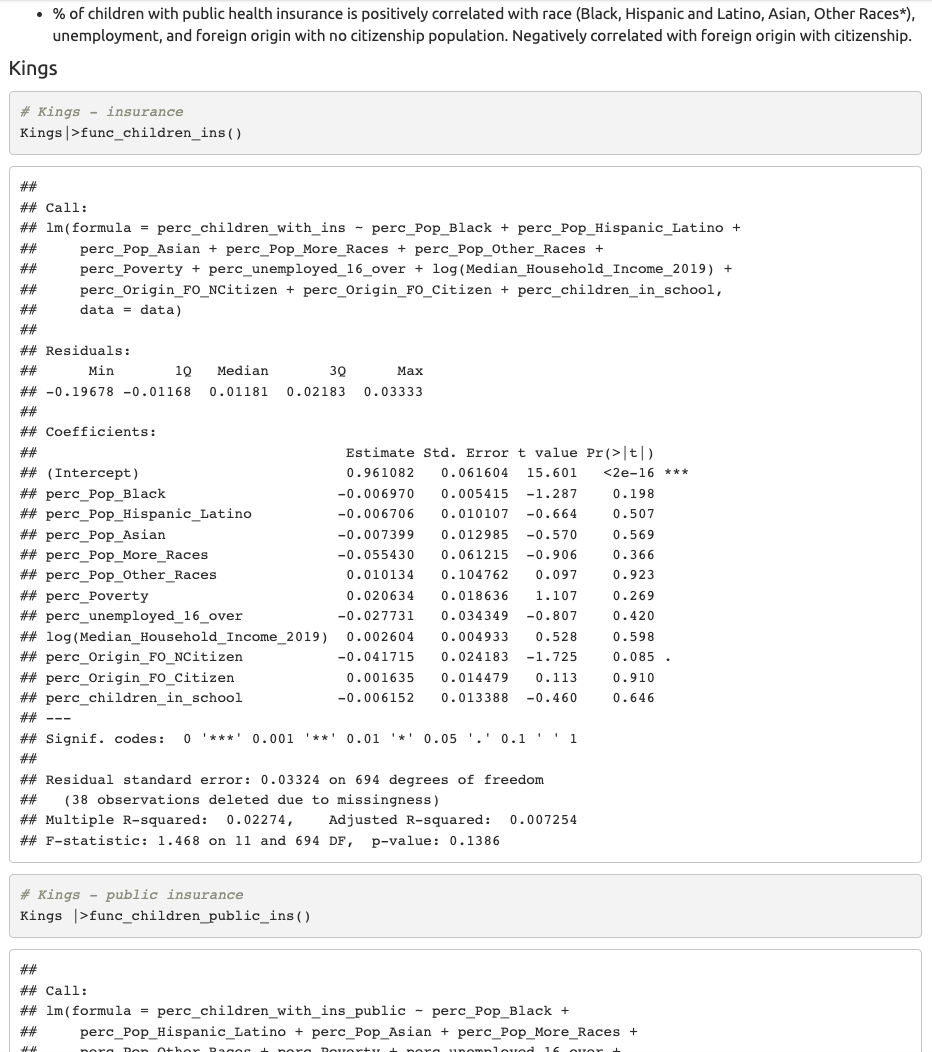 • % of children with public health insurance is positively correlated with race (Black, Hispanic and Latino, Asian, Other Races*),
unemployment, and foreign origin with no citizenship population. Negatively correlated with foreign origin with citizenship.
Kings
# Kings - insurance
Kings|>func_children_ins()
##
## Call:
## lm(formula = perc_children_with_ins ~ perc_Pop_Black + perc_Pop_Hispanic_Latino +
##     perc_Pop_Asian + perc_Pop_More_Races + perc_Pop_Other_Races +
##     perc_Poverty + perc_unemployed_16_over + log(Median_Household_Income_2019) +
##     perc_Origin_FO_NCitizen + perc_Origin_FO_Citizen + perc_children_in_school,
##     data = data)
##
## Residuals:
##      Min       1Q   Median       3Q      Max
## -0.19678 -0.01168  0.01181  0.02183  0.03333
##
## Coefficients:
##                                    Estimate Std. Error t value Pr(>|t|)
## (Intercept)                        0.961082   0.061604  15.601   <2e-16 ***
## perc_Pop_Black                    -0.006970   0.005415  -1.287    0.198
## perc_Pop_Hispanic_Latino          -0.006706   0.010107  -0.664    0.507
## perc_Pop_Asian                    -0.007399   0.012985  -0.570    0.569
## perc_Pop_More_Races               -0.055430   0.061215  -0.906    0.366
## perc_Pop_Other_Races               0.010134   0.104762   0.097    0.923
## perc_Poverty                       0.020634   0.018636   1.107    0.269
## perc_unemployed_16_over           -0.027731   0.034349  -0.807    0.420
## log(Median_Household_Income_2019)  0.002604   0.004933   0.528    0.598
## perc_Origin_FO_NCitizen           -0.041715   0.024183  -1.725    0.085 .
## perc_Origin_FO_Citizen             0.001635   0.014479   0.113    0.910
## perc_children_in_school           -0.006152   0.013388  -0.460    0.646
## ---
## Signif. codes:  0 '***' 0.001 '**' 0.01 '*' 0.05 '.' 0.1 ' ' 1
##
## Residual standard error: 0.03324 on 694 degrees of freedom
##   (38 observations deleted due to missingness)
## Multiple R-squared:  0.02274,    Adjusted R-squared:  0.007254
## F-statistic: 1.468 on 11 and 694 DF,  p-value: 0.1386
# Kings - public insurance
Kings |>func_children_public_ins()
##
## Call:
## lm(formula = perc_children_with_ins_public ~ perc_Pop_Black +
##     perc_Pop_Hispanic_Latino + perc_Pop_Asian + perc_Pop_More_Races +
##     perc_Pop_Other_Races + perc_Poverty + perc_unemployed_16_over +